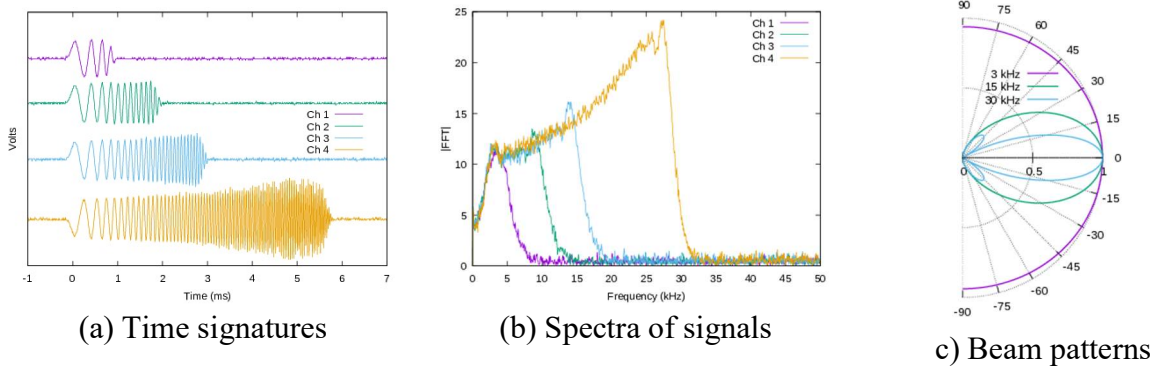 Volts
Ch 1
Ch 2
Ch 3
Ch 4
-1 0 1 2 3 4 5 6 7
Time (ms)
(a) Time signatures
|FFT|
25
20
15
10
5
0
Ch 1
Ch 2
Ch 3
Ch 4
0 5 10 15 20 25 30 35 40 45 50
Frequency (kHz)
(b) Spectra of signals
90
75
60
45
30
15
0
-15
-30
-45
-60
-75
-90
3 kHz
15 kHz
30 kHz
0 0.5 1
c) Beam patterns